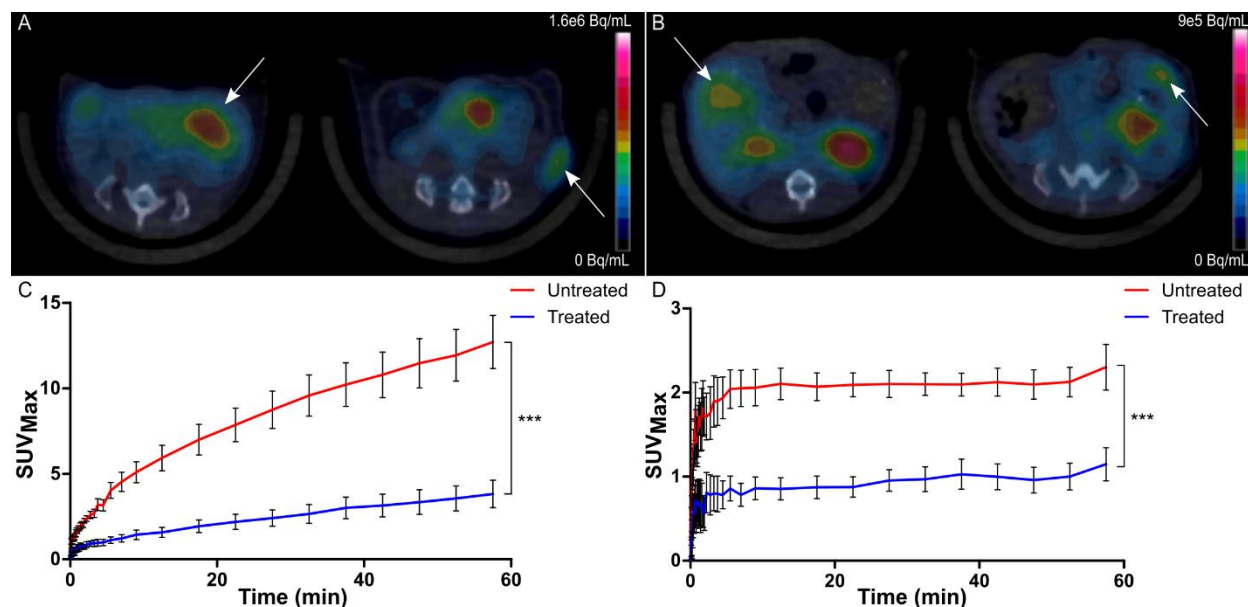 A
1.6e6 Bq/mL
0 Bq/mL
B
9e5 Bq/mL
0 Bq/mL
C
Untreated
Treated
15
10
5
0
SUVMax
***
0
20
40
60
Time (min)
D
Untreated
Treated
3
2
1
0
SUVMax
***
0
20
40
60
Time (min)